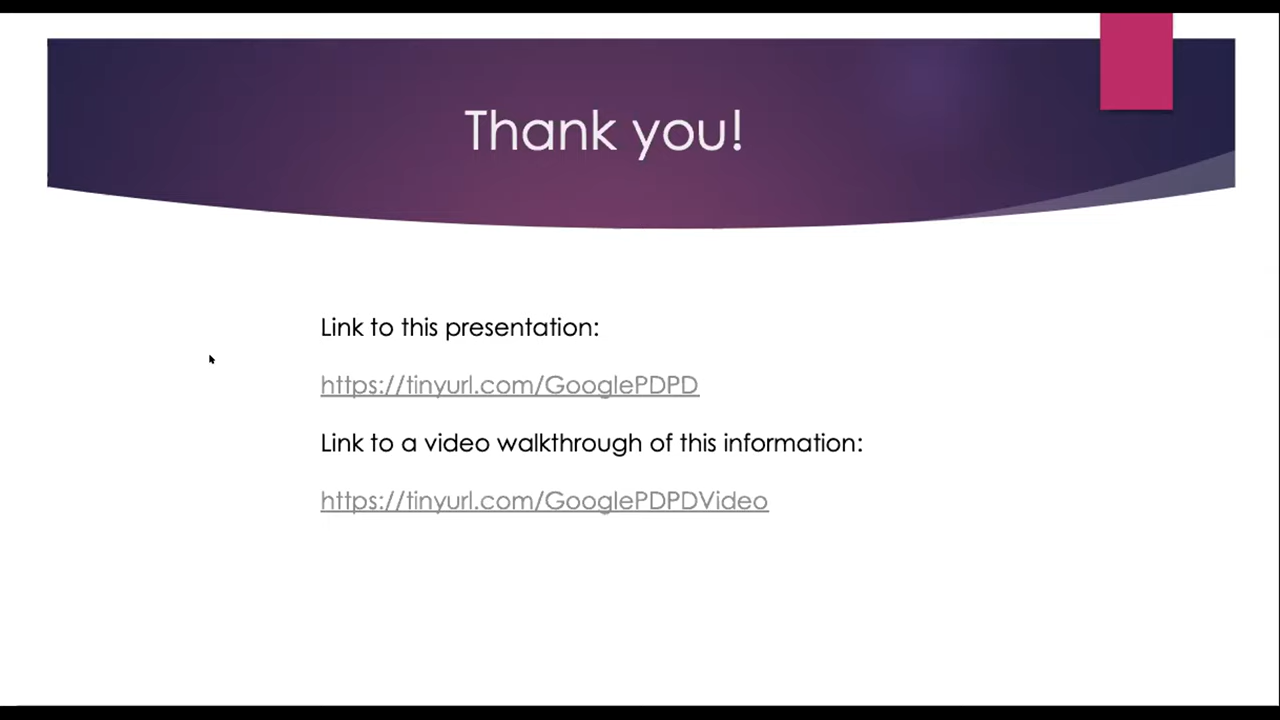 Thank you!
Link to this presentation:
https://tinyurl.com/GooglePDPD
Link to a video walkthrough of this information:
https://tinyurl.com/GooglePDPDVideo